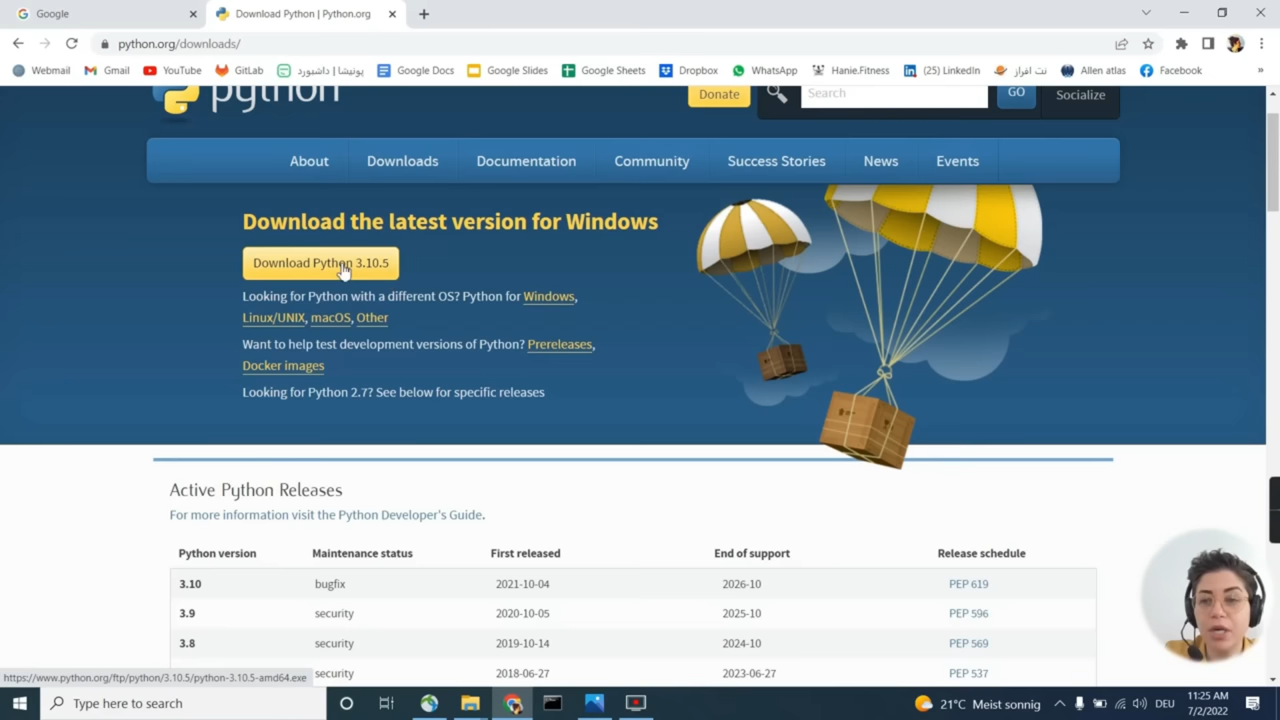 Google
Download Python | Python.org
python.org/downloads/
Webmail
Gmail
YouTube
GitLab
پونیشا | داشبورد
Google Docs
Google Slides
Google Sheets
Dropbox
WhatsApp
Hanie.Fitness
(25) LinkedIn
نت افراز
Allen atlas
Facebook
»
python
Donate
Search
GO
Socialize
About
Downloads
Documentation
Community
Success Stories
News
Events
Download the latest version for Windows
Download Python 3.10.5
Looking for Python with a different OS? Python for Windows,
Linux/UNIX, macOS, Other
Want to help test development versions of Python? Prereleases,
Docker images
Looking for Python 2.7? See below for specific releases
Active Python Releases
For more information visit the Python Developer's Guide.
Python version Maintenance status First released End of support Release schedule
3.10 bugfix 2021-10-04 2026-10 PEP 619
3.9 security 2020-10-05 2025-10 PEP 596
3.8 security 2019-10-14 2024-10 PEP 569
security 2018-06-27 2023-06-27 PEP 537
https://www.python.org/ftp/python/3.10.5/python-3.10.5-amd64.exe
Type here to search
21°C Meist sonnig
DEU
11:25 AM
7/2/2022